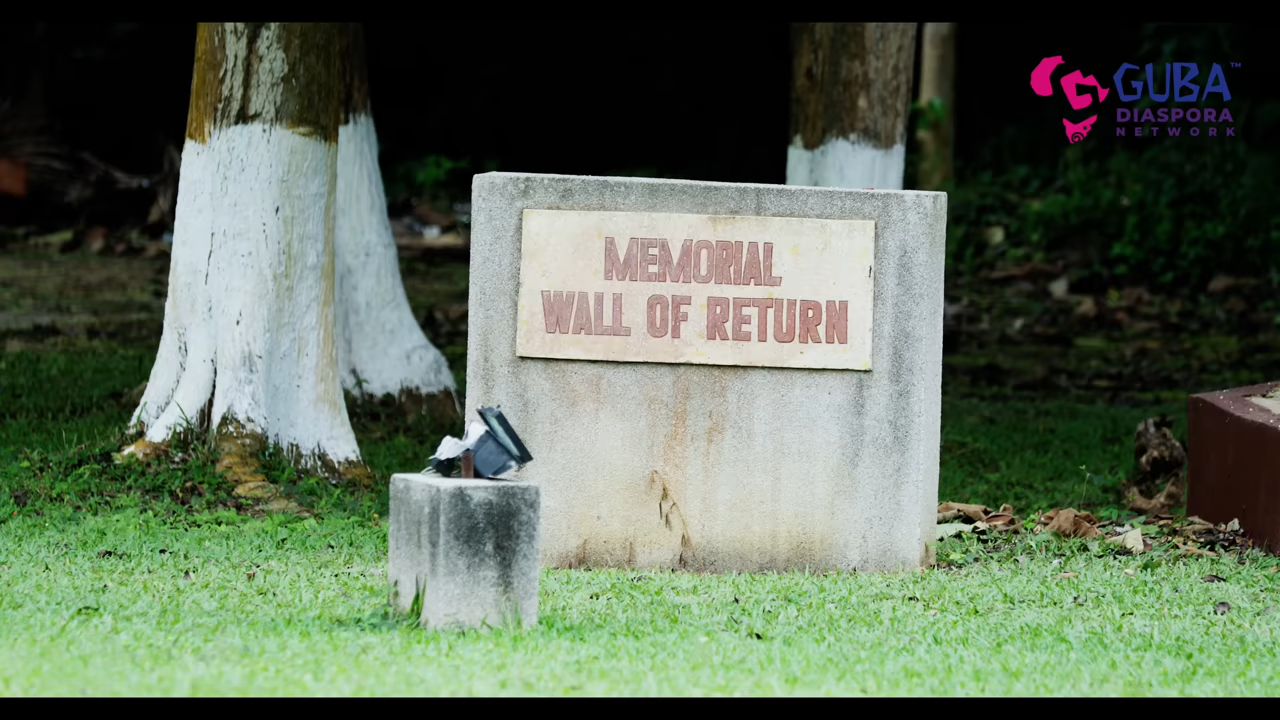 GUBA™
DIASPORA
NETWORK
MEMORIAL
WALL OF RETURN